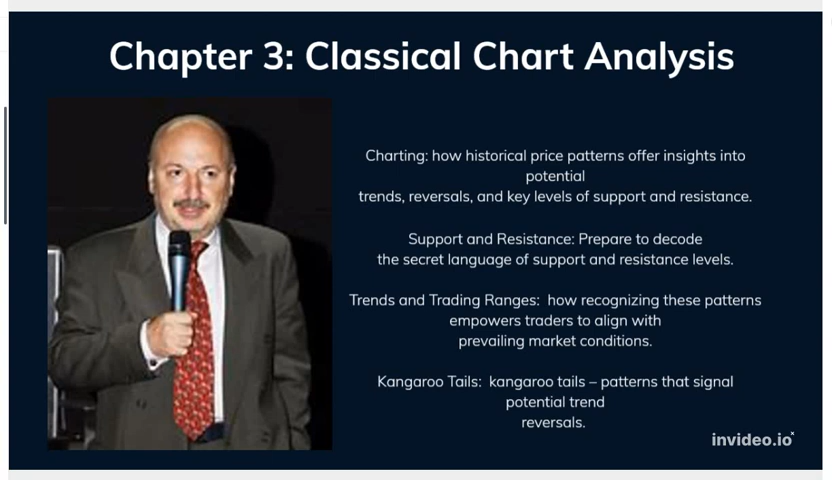 Chapter 3: Classical Chart Analysis
Charting: how historical price patterns offer insights into
potential
trends, reversals, and key levels of support and resistance.
Support and Resistance: Prepare to decode
the secret language of support and resistance levels.
Trends and Trading Ranges:  how recognizing these patterns
empowers traders to align with
prevailing market conditions.
Kangaroo Tails:  kangaroo tails – patterns that signal
potential trend
reversals.
invideo.io